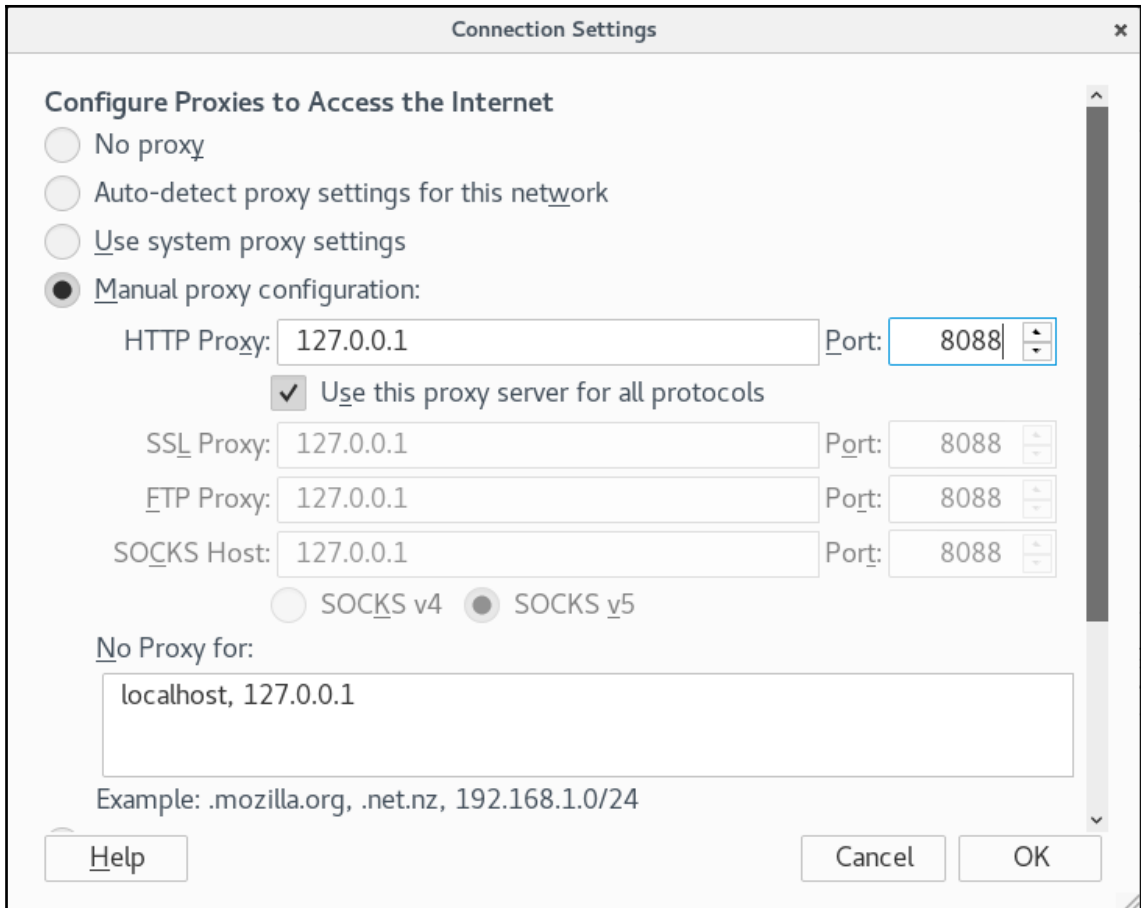 Connection Settings ×
Configure Proxies to Access the Internet
No proxy
Auto-detect proxy settings for this network
Use system proxy settings
Manual proxy configuration:
HTTP Proxy: 127.0.0.1 Port: 8088
Use this proxy server for all protocols
SSL Proxy: 127.0.0.1 Port: 8088
FTP Proxy: 127.0.0.1 Port: 8088
SOCKS Host: 127.0.0.1 Port: 8088
SOCKS v4 SOCKS v5
No Proxy for:
localhost, 127.0.0.1
Example: .mozilla.org, .net.nz, 192.168.1.0/24
Help Cancel OK